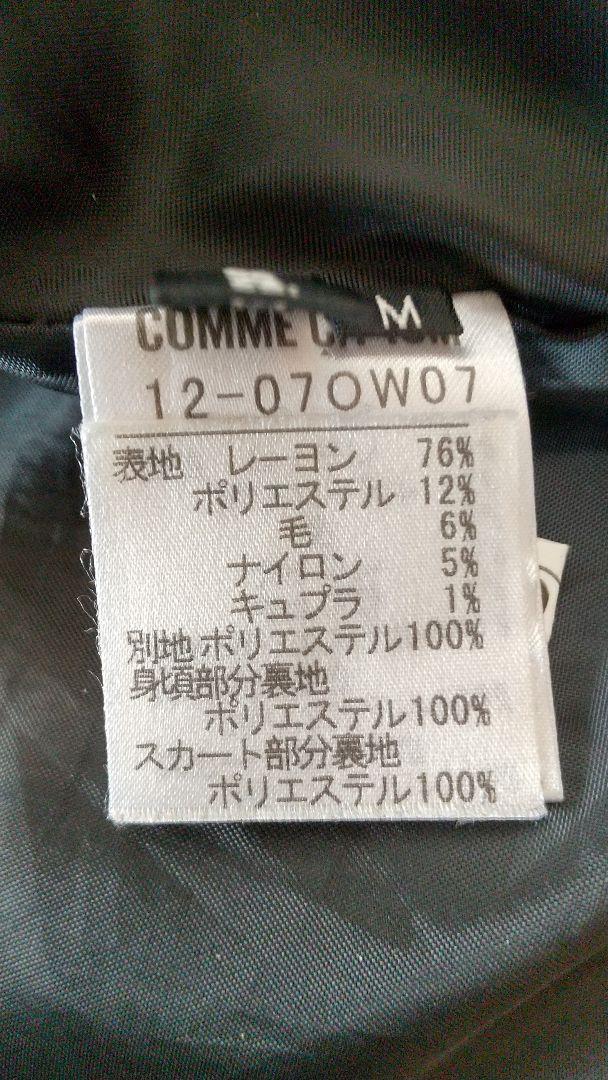 M
COMME
12-07OW07
表地 レーヨン 76%
ポリエステル 12%
毛 6%
ナイロン 5%
キュプラ 1%
別地 ポリエステル100%
身頃部分裏地
ポリエステル100%
スカート部分裏地
ポリエステル100%